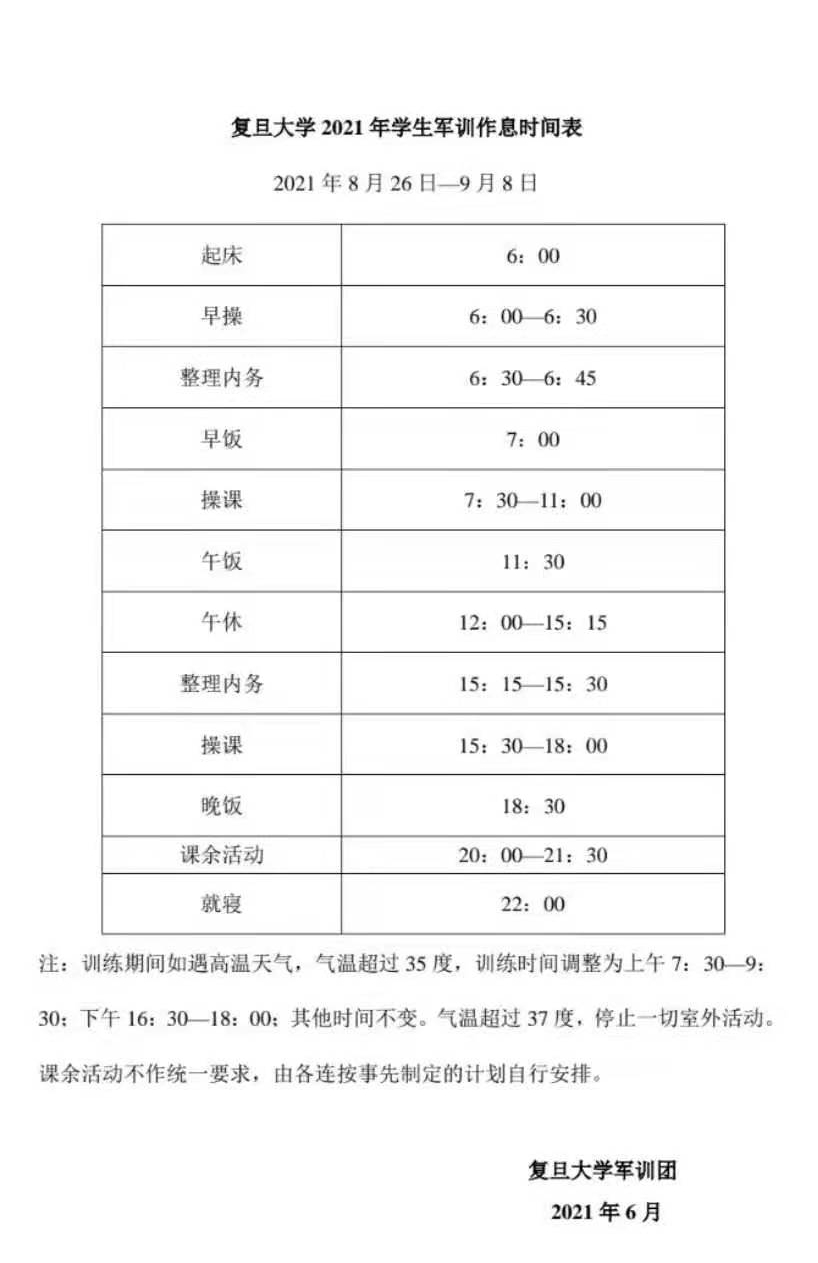 复旦大学 2021 年学生军训作息时间表
2021 年 8 月 26 日—9 月 8 日
起床 6：00
早操 6：00—6：30
整理内务 6：30—6：45
早饭 7：00
操课 7：30—11：00
午饭 11：30
午休 12：00—15：15
整理内务 15：15—15：30
操课 15：30—18：00
晚饭 18：30
课余活动 20：00—21：30
就寝 22：00
注：训练期间如遇高温天气，气温超过 35 度，训练时间调整为上午 7：30—9：
30；下午 16：30—18：00；其他时间不变。气温超过 37 度，停止一切室外活动。
课余活动不作统一要求，由各连按事先制定的计划自行安排。
复旦大学军训团
2021 年 6 月